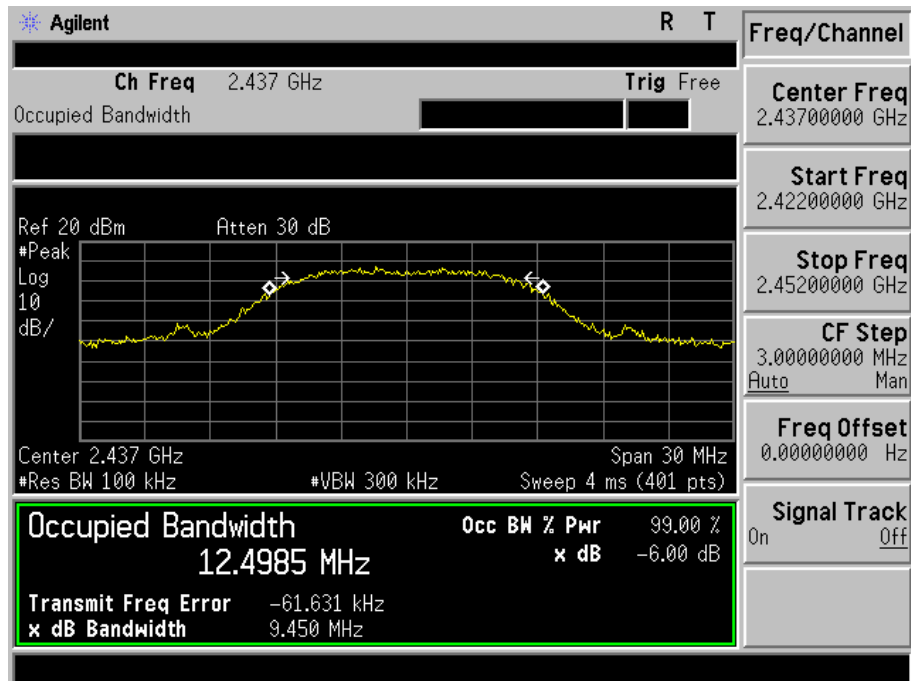 Agilent R T
Ch Freq 2.437 GHz Trig Free
Occupied Bandwidth
Ref 20 dBm Atten 30 dB
#Peak
Log
10
dB/
Center 2.437 GHz Span 30 MHz
#Res BW 100 kHz #VBW 300 kHz Sweep 4 ms (401 pts)
Occupied Bandwidth Occ BW % Pwr 99.00 %
12.4985 MHz x dB -6.00 dB
Transmit Freq Error -61.631 kHz
x dB Bandwidth 9.450 MHz
Freq/Channel
Center Freq
2.43700000 GHz
Start Freq
2.42200000 GHz
Stop Freq
2.45200000 GHz
CF Step
3.00000000 MHz
Auto Man
Freq Offset
0.00000000 Hz
Signal Track
On Off